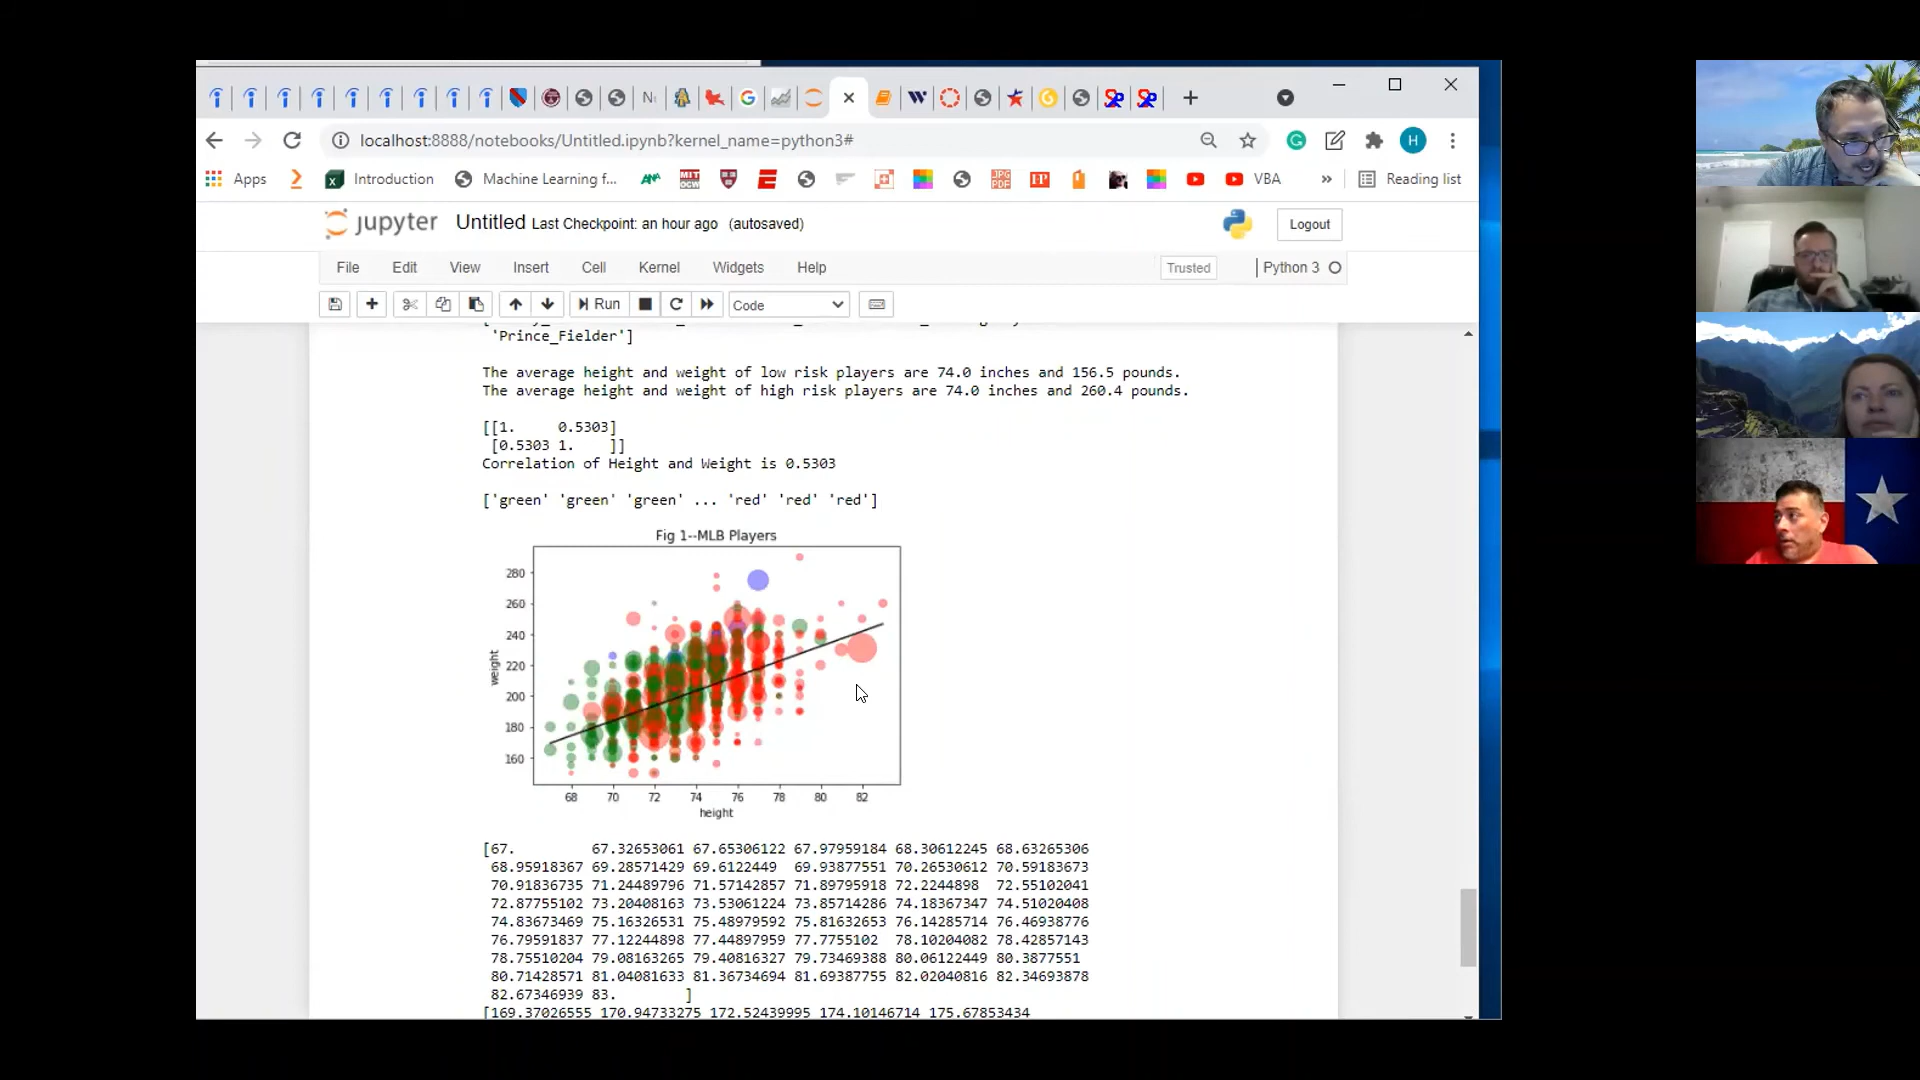 localhost:8888/notebooks/Untitled.ipynb?kernel_name=python3#
H
Apps
Introduction
Machine Learning f...
VBA
»
Reading list
jupyter
Untitled Last Checkpoint: an hour ago (autosaved)
Logout
File Edit View Insert Cell Kernel Widgets Help
Trusted
Python 3
Run
Code
'Prince_Fielder']
The average height and weight of low risk players are 74.0 inches and 156.5 pounds.
The average height and weight of high risk players are 74.0 inches and 260.4 pounds.
[[1. 0.5303]
[0.5303 1. ]]
Correlation of Height and Weight is 0.5303
['green' 'green' 'green' ... 'red' 'red' 'red']
Fig 1--MLB Players
280
260
240
220
200
180
160
weight
68 70 72 74 76 78 80 82
height
[67. 67.32653061 67.65306122 67.97959184 68.30612245 68.63265306
68.95918367 69.28571429 69.6122449 69.93877551 70.26530612 70.59183673
70.91836735 71.24489796 71.57142857 71.89795918 72.2244898 72.55102041
72.87755102 73.20408163 73.53061224 73.85714286 74.18367347 74.51020408
74.83673469 75.16326531 75.48979592 75.81632653 76.14285714 76.46938776
76.79591837 77.12244898 77.44897959 77.7755102 78.10204082 78.42857143
78.75510204 79.08163265 79.40816327 79.73469388 80.06122449 80.3877551
80.71428571 81.04081633 81.36734694 81.69387755 82.02040816 82.34693878
82.67346939 83. ]
[169.37026555 170.94733275 172.52439995 174.10146714 175.67853434